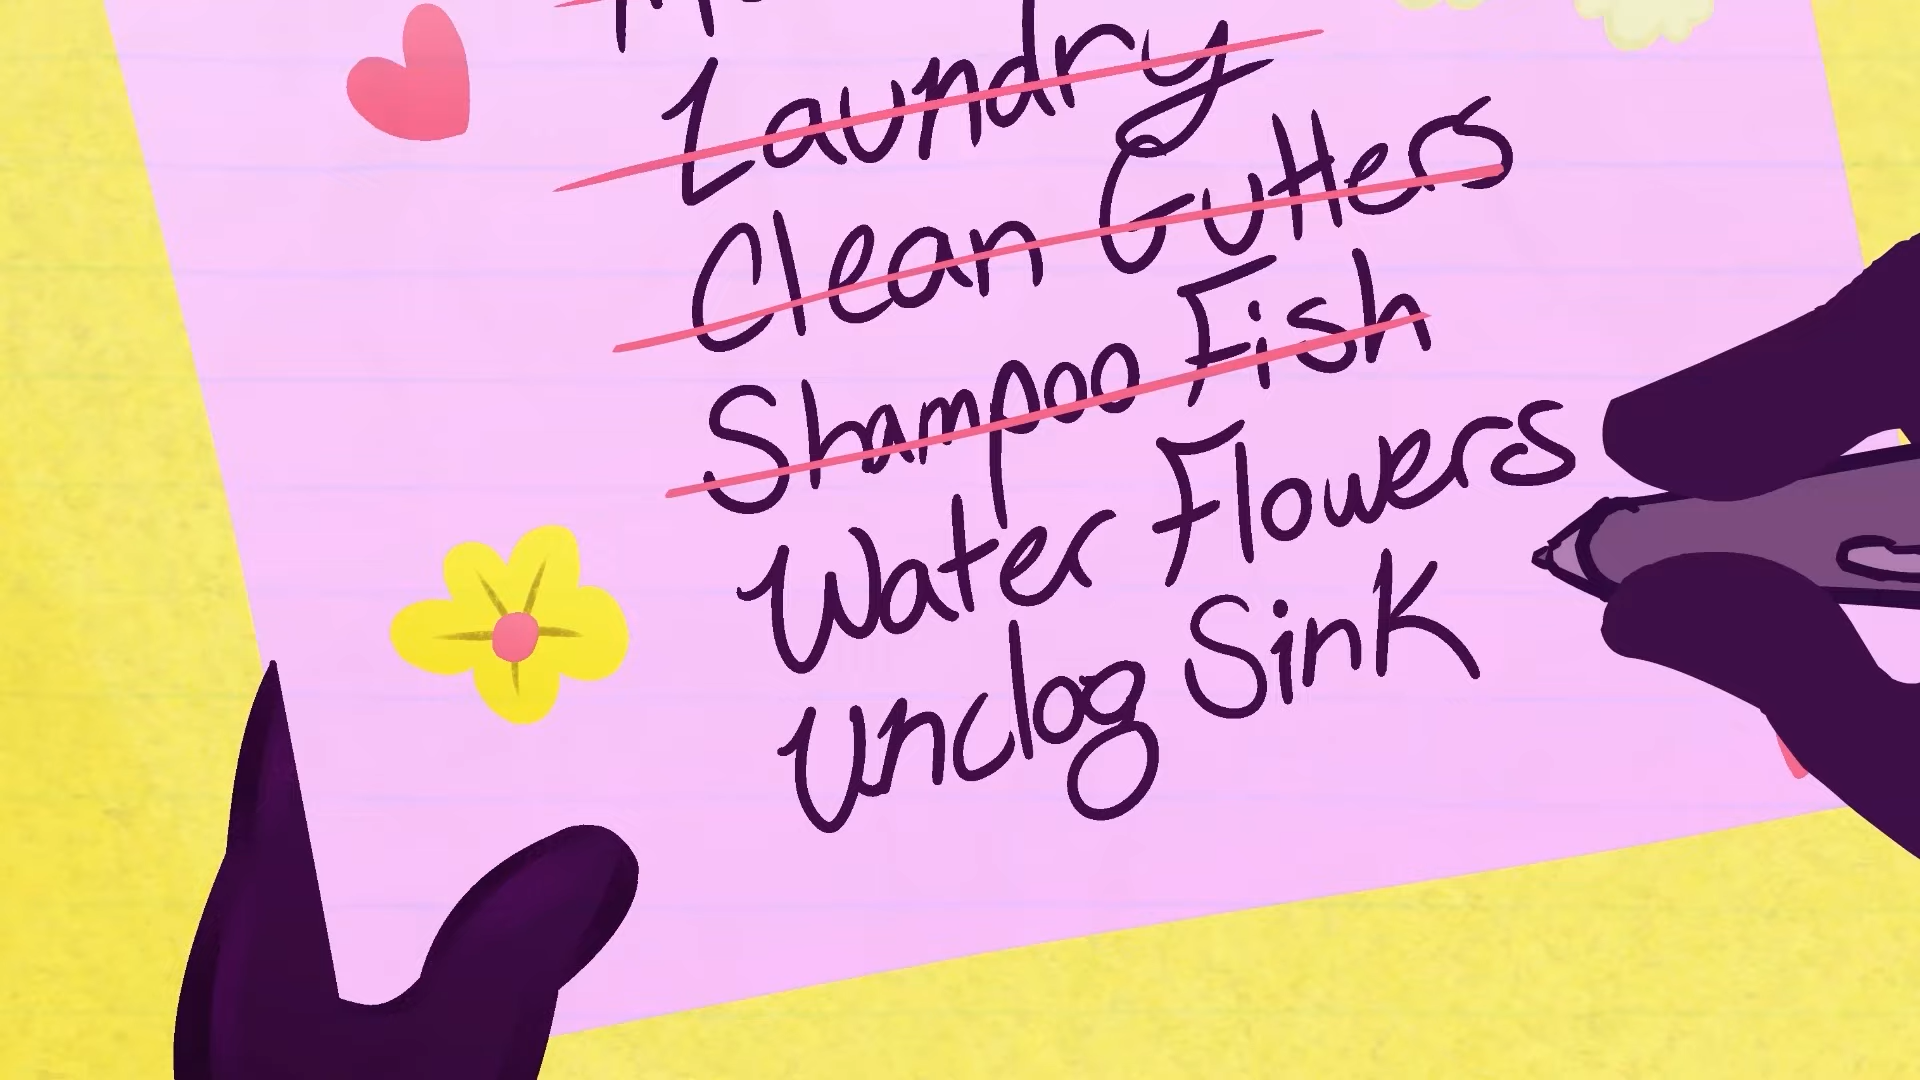 Laundry
Clean Gutters
Shampoo Fish
Water Flowers
Unclog Sink